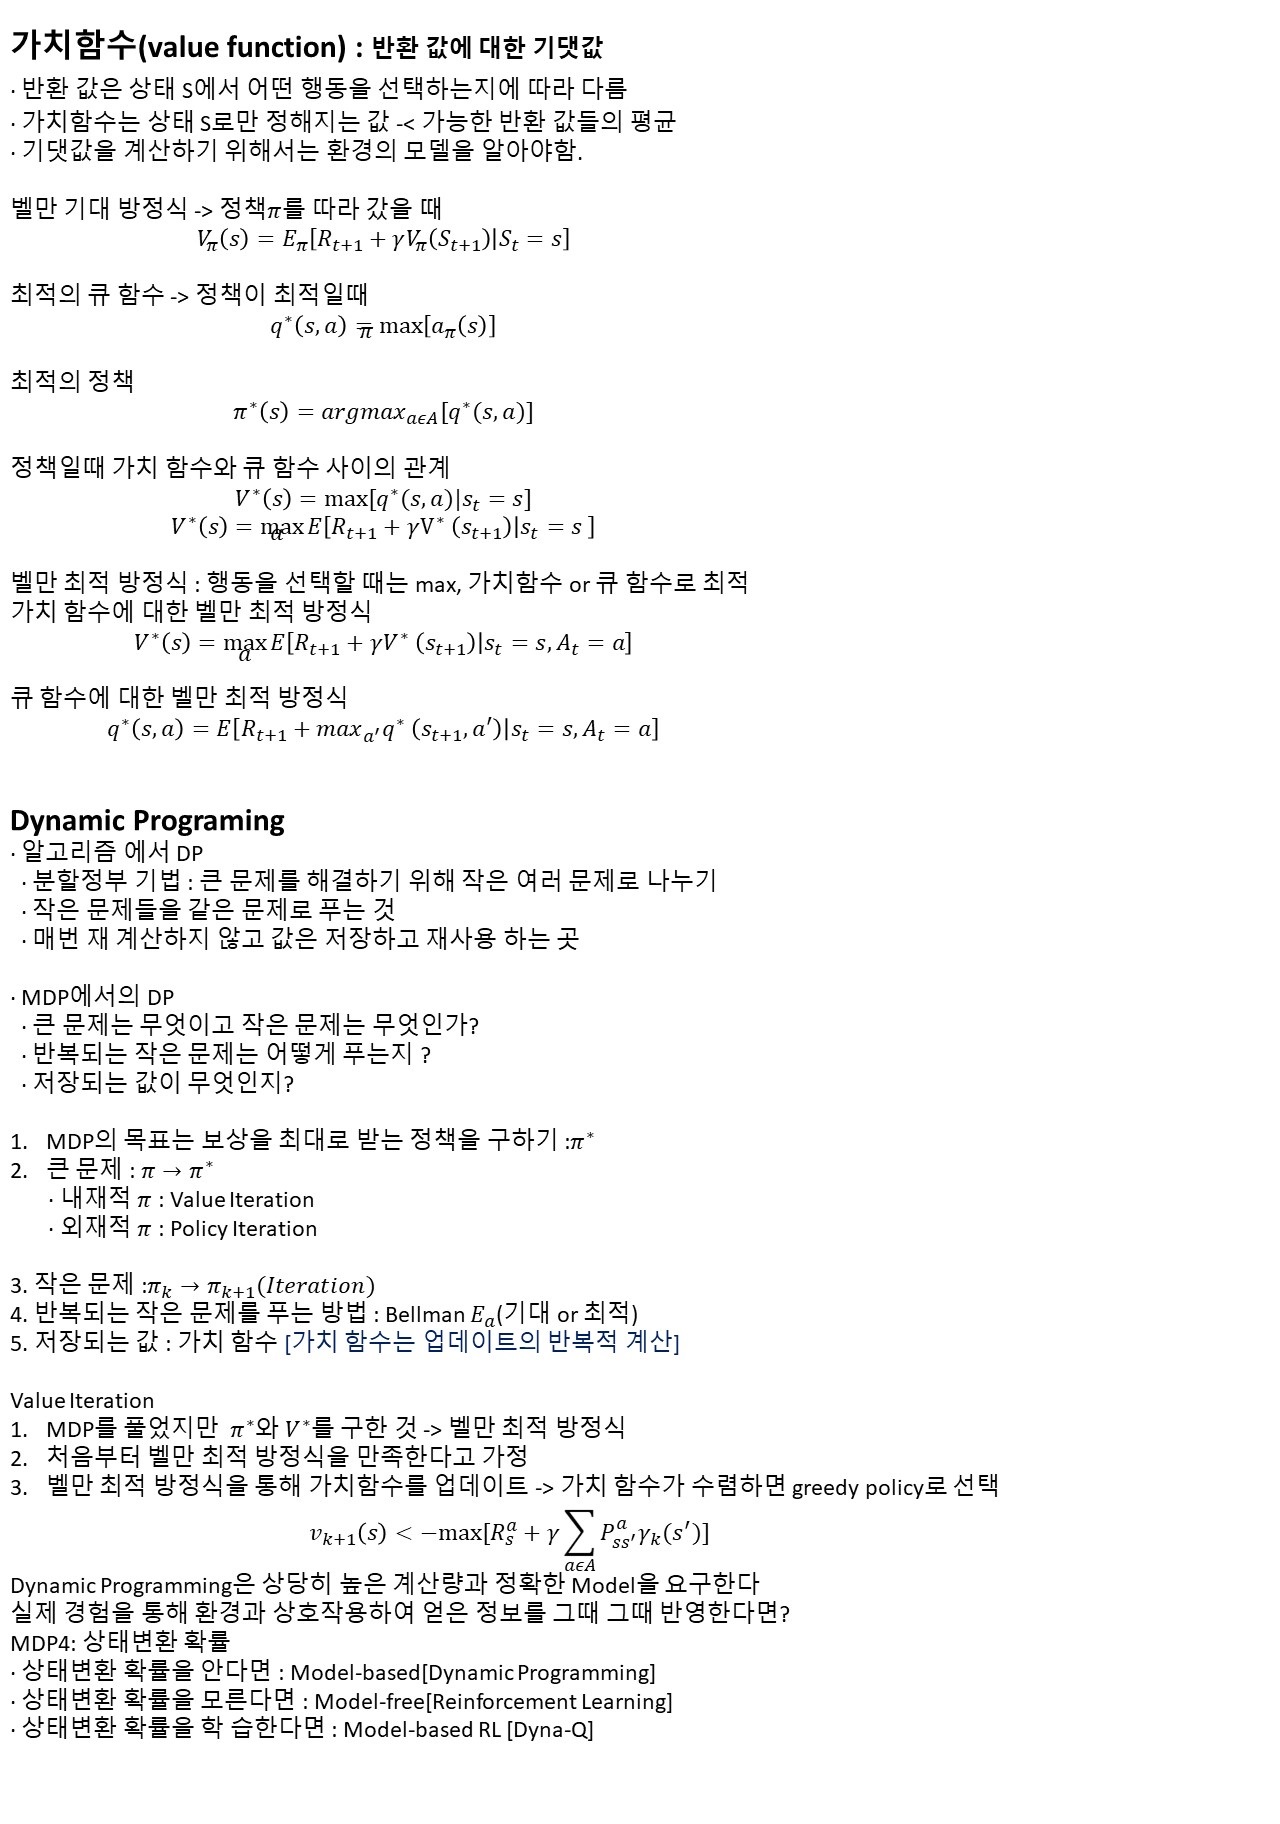 가치함수(value function) : 반환 값에 대한 기댓값
· 반환 값은 상태 S에서 어떤 행동을 선택하는지에 따라 다름
· 가치함수는 상태 S로만 정해지는 값 -< 가능한 반환 값들의 평균
· 기댓값을 계산하기 위해서는 환경의 모델을 알아야함.
벨만 기대 방정식 -> 정책π를 따라 갔을 때
V_π(s) = E_π[R_{t+1} + γV_π(S_{t+1})|S_t = s]
최적의 큐 함수 -> 정책이 최적일때
q*(s, a) =_π max[a_π(s)]
최적의 정책
π*(s) = argmax_{aϵA}[q*(s, a)]
정책일때 가치 함수와 큐 함수 사이의 관계
V*(s) = max[q*(s, a)|s_t = s]
V*(s) = max_a E[R_{t+1} + γV* (s_{t+1})|s_t = s ]
벨만 최적 방정식 : 행동을 선택할 때는 max, 가치함수 or 큐 함수로 최적
가치 함수에 대한 벨만 최적 방정식
V*(s) = max_a E[R_{t+1} + γV* (s_{t+1})|s_t = s, A_t = a]
큐 함수에 대한 벨만 최적 방정식
q*(s, a) = E[R_{t+1} + max_{a′}q* (s_{t+1}, a′)|s_t = s, A_t = a]
Dynamic Programing
· 알고리즘 에서 DP
· 분할정부 기법 : 큰 문제를 해결하기 위해 작은 여러 문제로 나누기
· 작은 문제들을 같은 문제로 푸는 것
· 매번 재 계산하지 않고 값은 저장하고 재사용 하는 곳
· MDP에서의 DP
· 큰 문제는 무엇이고 작은 문제는 무엇인가?
· 반복되는 작은 문제는 어떻게 푸는지 ?
· 저장되는 값이 무엇인지?
1. MDP의 목표는 보상을 최대로 받는 정책을 구하기 :π*
2. 큰 문제 : π → π*
· 내재적 π : Value Iteration
· 외재적 π : Policy Iteration
3. 작은 문제 :π_k → π_{k+1}(Iteration)
4. 반복되는 작은 문제를 푸는 방법 : Bellman E_a(기대 or 최적)
5. 저장되는 값 : 가치 함수 [가치 함수는 업데이트의 반복적 계산]
Value Iteration
1. MDP를 풀었지만 π*와 V*를 구한 것 -> 벨만 최적 방정식
2. 처음부터 벨만 최적 방정식을 만족한다고 가정
3. 벨만 최적 방정식을 통해 가치함수를 업데이트 -> 가치 함수가 수렴하면 greedy policy로 선택
v_{k+1}(s) < −max[R_s^a + γ ∑_{aϵA} P_{ss′}^a γ_k(s′)]
Dynamic Programming은 상당히 높은 계산량과 정확한 Model을 요구한다
실제 경험을 통해 환경과 상호작용하여 얻은 정보를 그때 그때 반영한다면?
MDP4: 상태변환 확률
· 상태변환 확률을 안다면 : Model-based[Dynamic Programming]
· 상태변환 확률을 모른다면 : Model-free[Reinforcement Learning]
· 상태변환 확률을 학 습한다면 : Model-based RL [Dyna-Q]